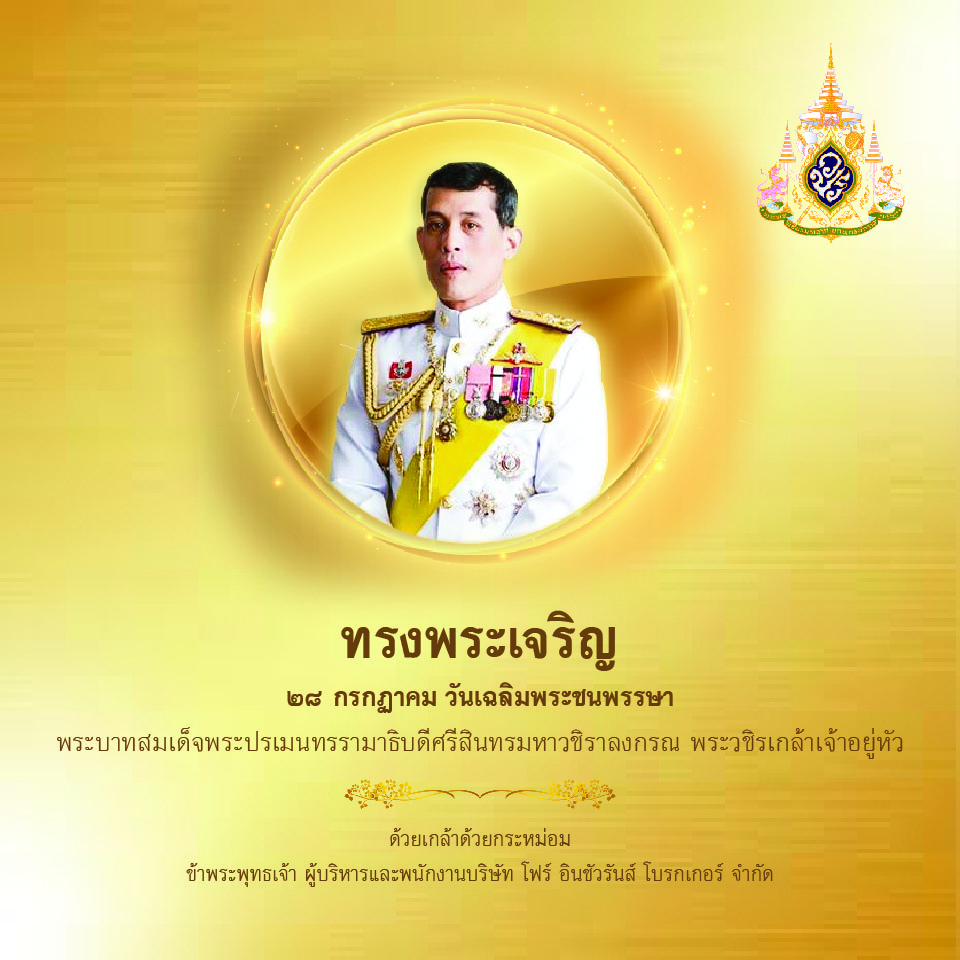 ทรงพระเจริญ
๒๘ กรกฎาคม วันเฉลิมพระชนพรรษา
พระบาทสมเด็จพระปรเมนทรรามาธิบดีศรีสินทรมหาวชิราลงกรณ พระวชิรเกล้าเจ้าอยู่หัว
ด้วยเกล้าด้วยกระหม่อม
ข้าพระพุทธเจ้า ผู้บริหารและพนักงานบริษัท โฟร์ อินชัวรันส์ โบรกเกอร์ จำกัด